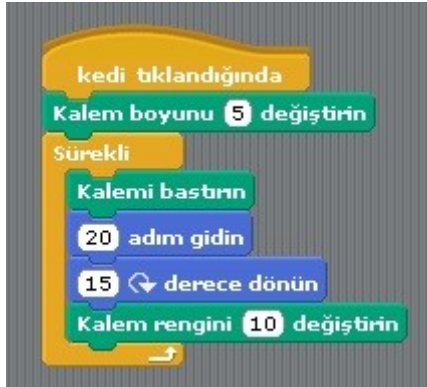 kedi tıklandığında
Kalem boyunu 5 değiştirin
Sürekli
Kalemi bastırın
20 adım gidin
15 derece dönün
Kalem rengini 10 değiştirin